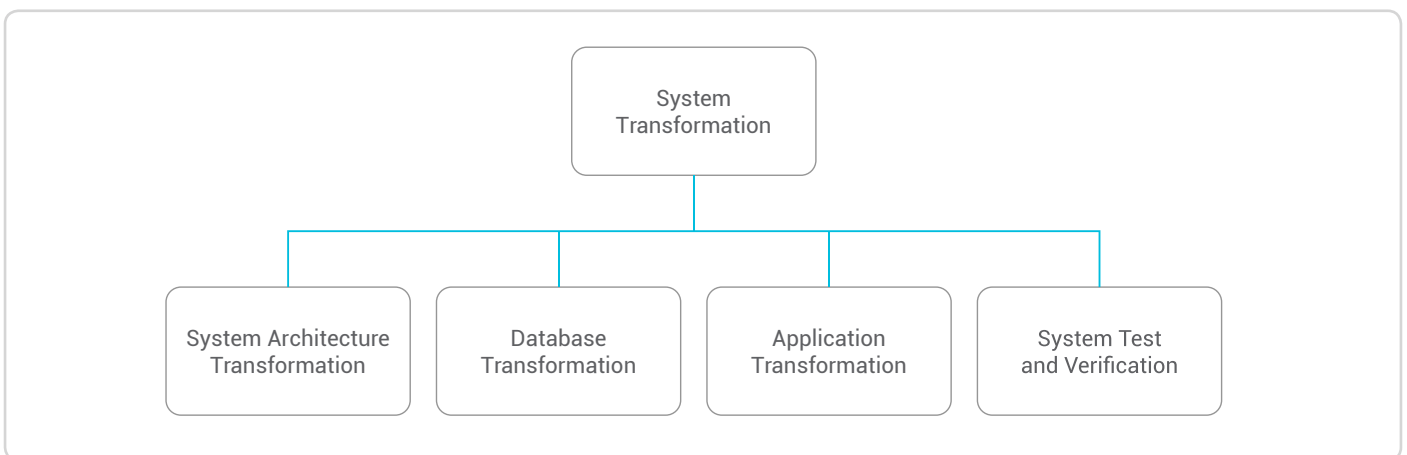 System
Transformation
System Architecture
Transformation
Database
Transformation
Application
Transformation
System Test
and Verification